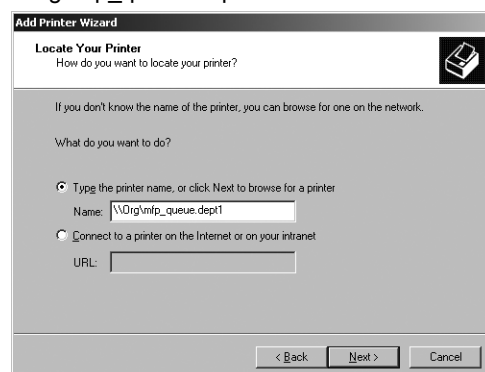 Add Printer Wizard
Locate Your Printer
How do you want to locate your printer?
If you don't know the name of the printer, you can browse for one on the network.
What do you want to do?
Type the printer name, or click Next to browse for a printer
Name: \\Org\mfp_queue.dept1
Connect to a printer on the Internet or on your intranet
URL:
< Back Next > Cancel